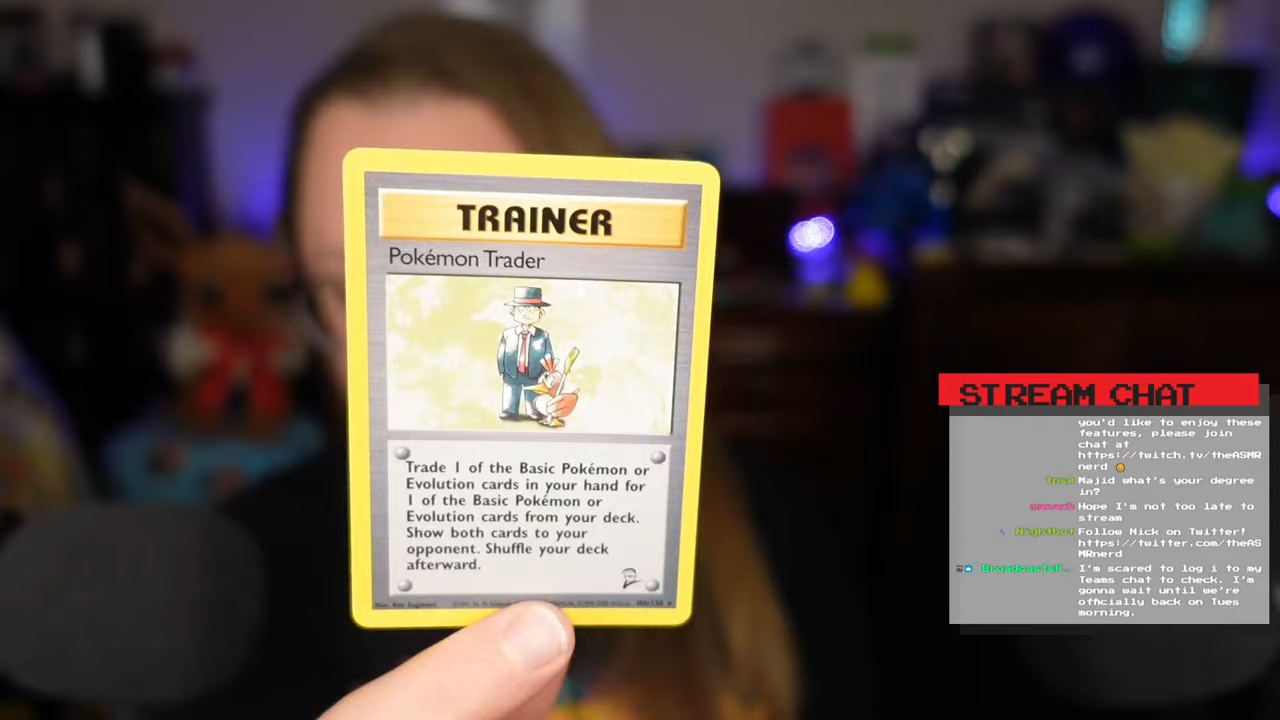 TRAINER
Pokémon Trader
Trade 1 of the Basic Pokémon or
Evolution cards in your hand for
1 of the Basic Pokémon or
Evolution cards from your deck.
Show both cards to your
opponent. Shuffle your deck
afterward.
106/130
STREAM CHAT
you'd like to enjoy these
features, please join
chat at
https://twitch.tv/theASMR
nerd
Majid what's your degree
in?
Hope I'm not too late to
stream
Nightbot Follow Nick on Twitter!
https://twitter.com/theAS
MRnerd
BroadcastsF… I'm scared to log i to my
Teams chat to check. I'm
gonna wait until we're
officially back on Tues
morning.